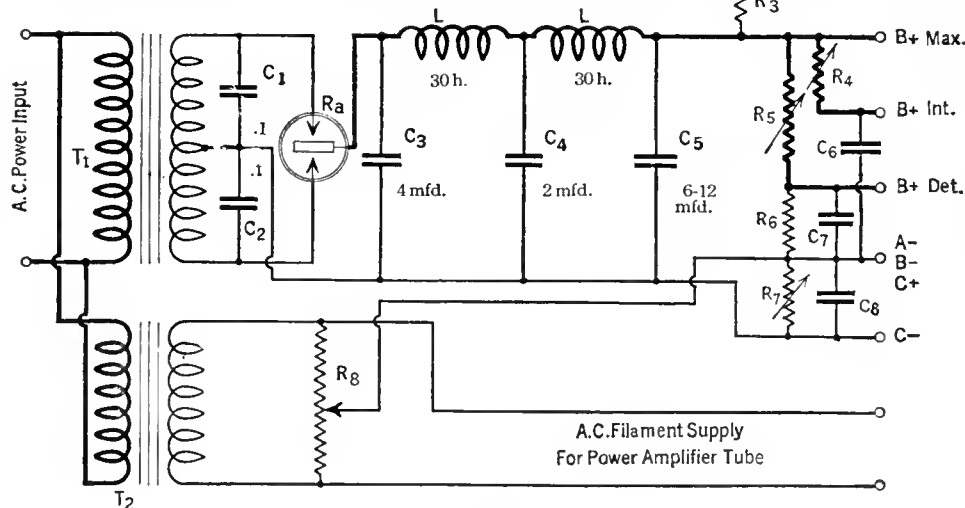 R3
L
L
B+ Max.
30 h.
30 h.
C1
Ra
R4
R5
B+ Int.
A.C. Power Input
T1
.1
.1
C2
C3
4 mfd.
C4
2 mfd.
C5
6-12
mfd.
C6
B+ Det.
R6
C7
A-
B-
C+
R7
C8
C-
R8
A.C. Filament Supply
For Power Amplifier Tube
T2